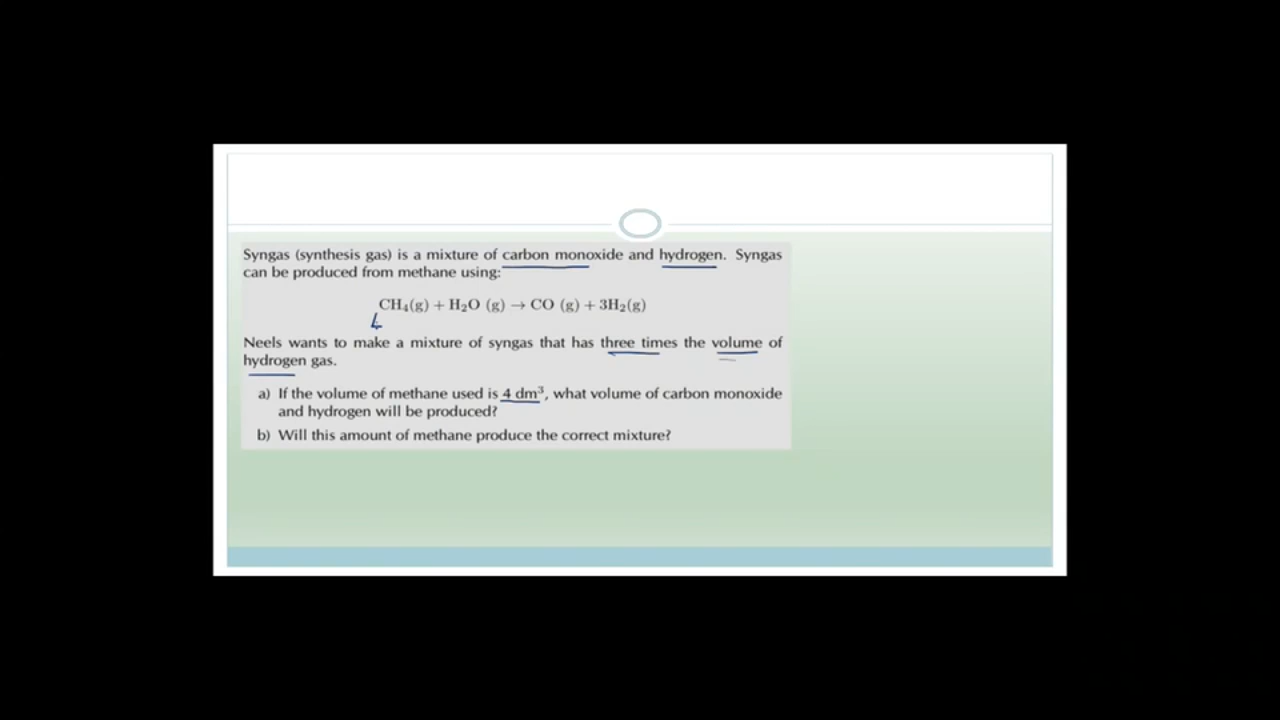 Syngas (synthesis gas) is a mixture of carbon monoxide and hydrogen. Syngas
can be produced from methane using:
CH₄(g) + H₂O (g) → CO (g) + 3H₂(g)
4
Neels wants to make a mixture of syngas that has three times the volume of
hydrogen gas.
a) If the volume of methane used is 4 dm³, what volume of carbon monoxide
and hydrogen will be produced?
b) Will this amount of methane produce the correct mixture?